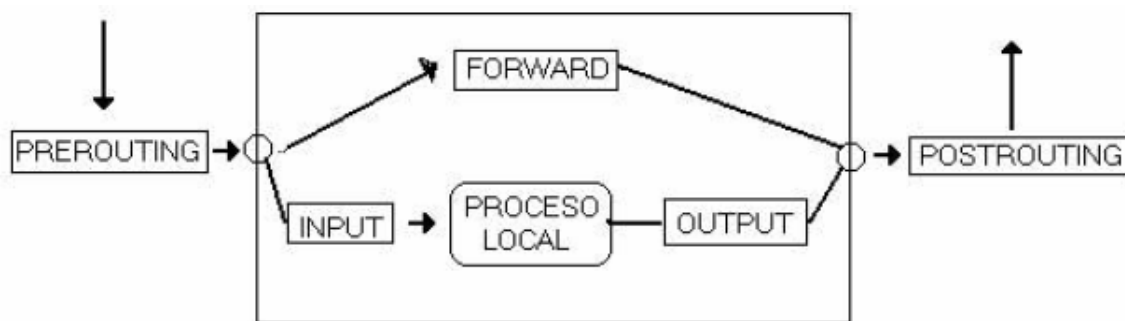 FORWARD
PREROUTING
POSTROUTING
INPUT
PROCESO
LOCAL
OUTPUT